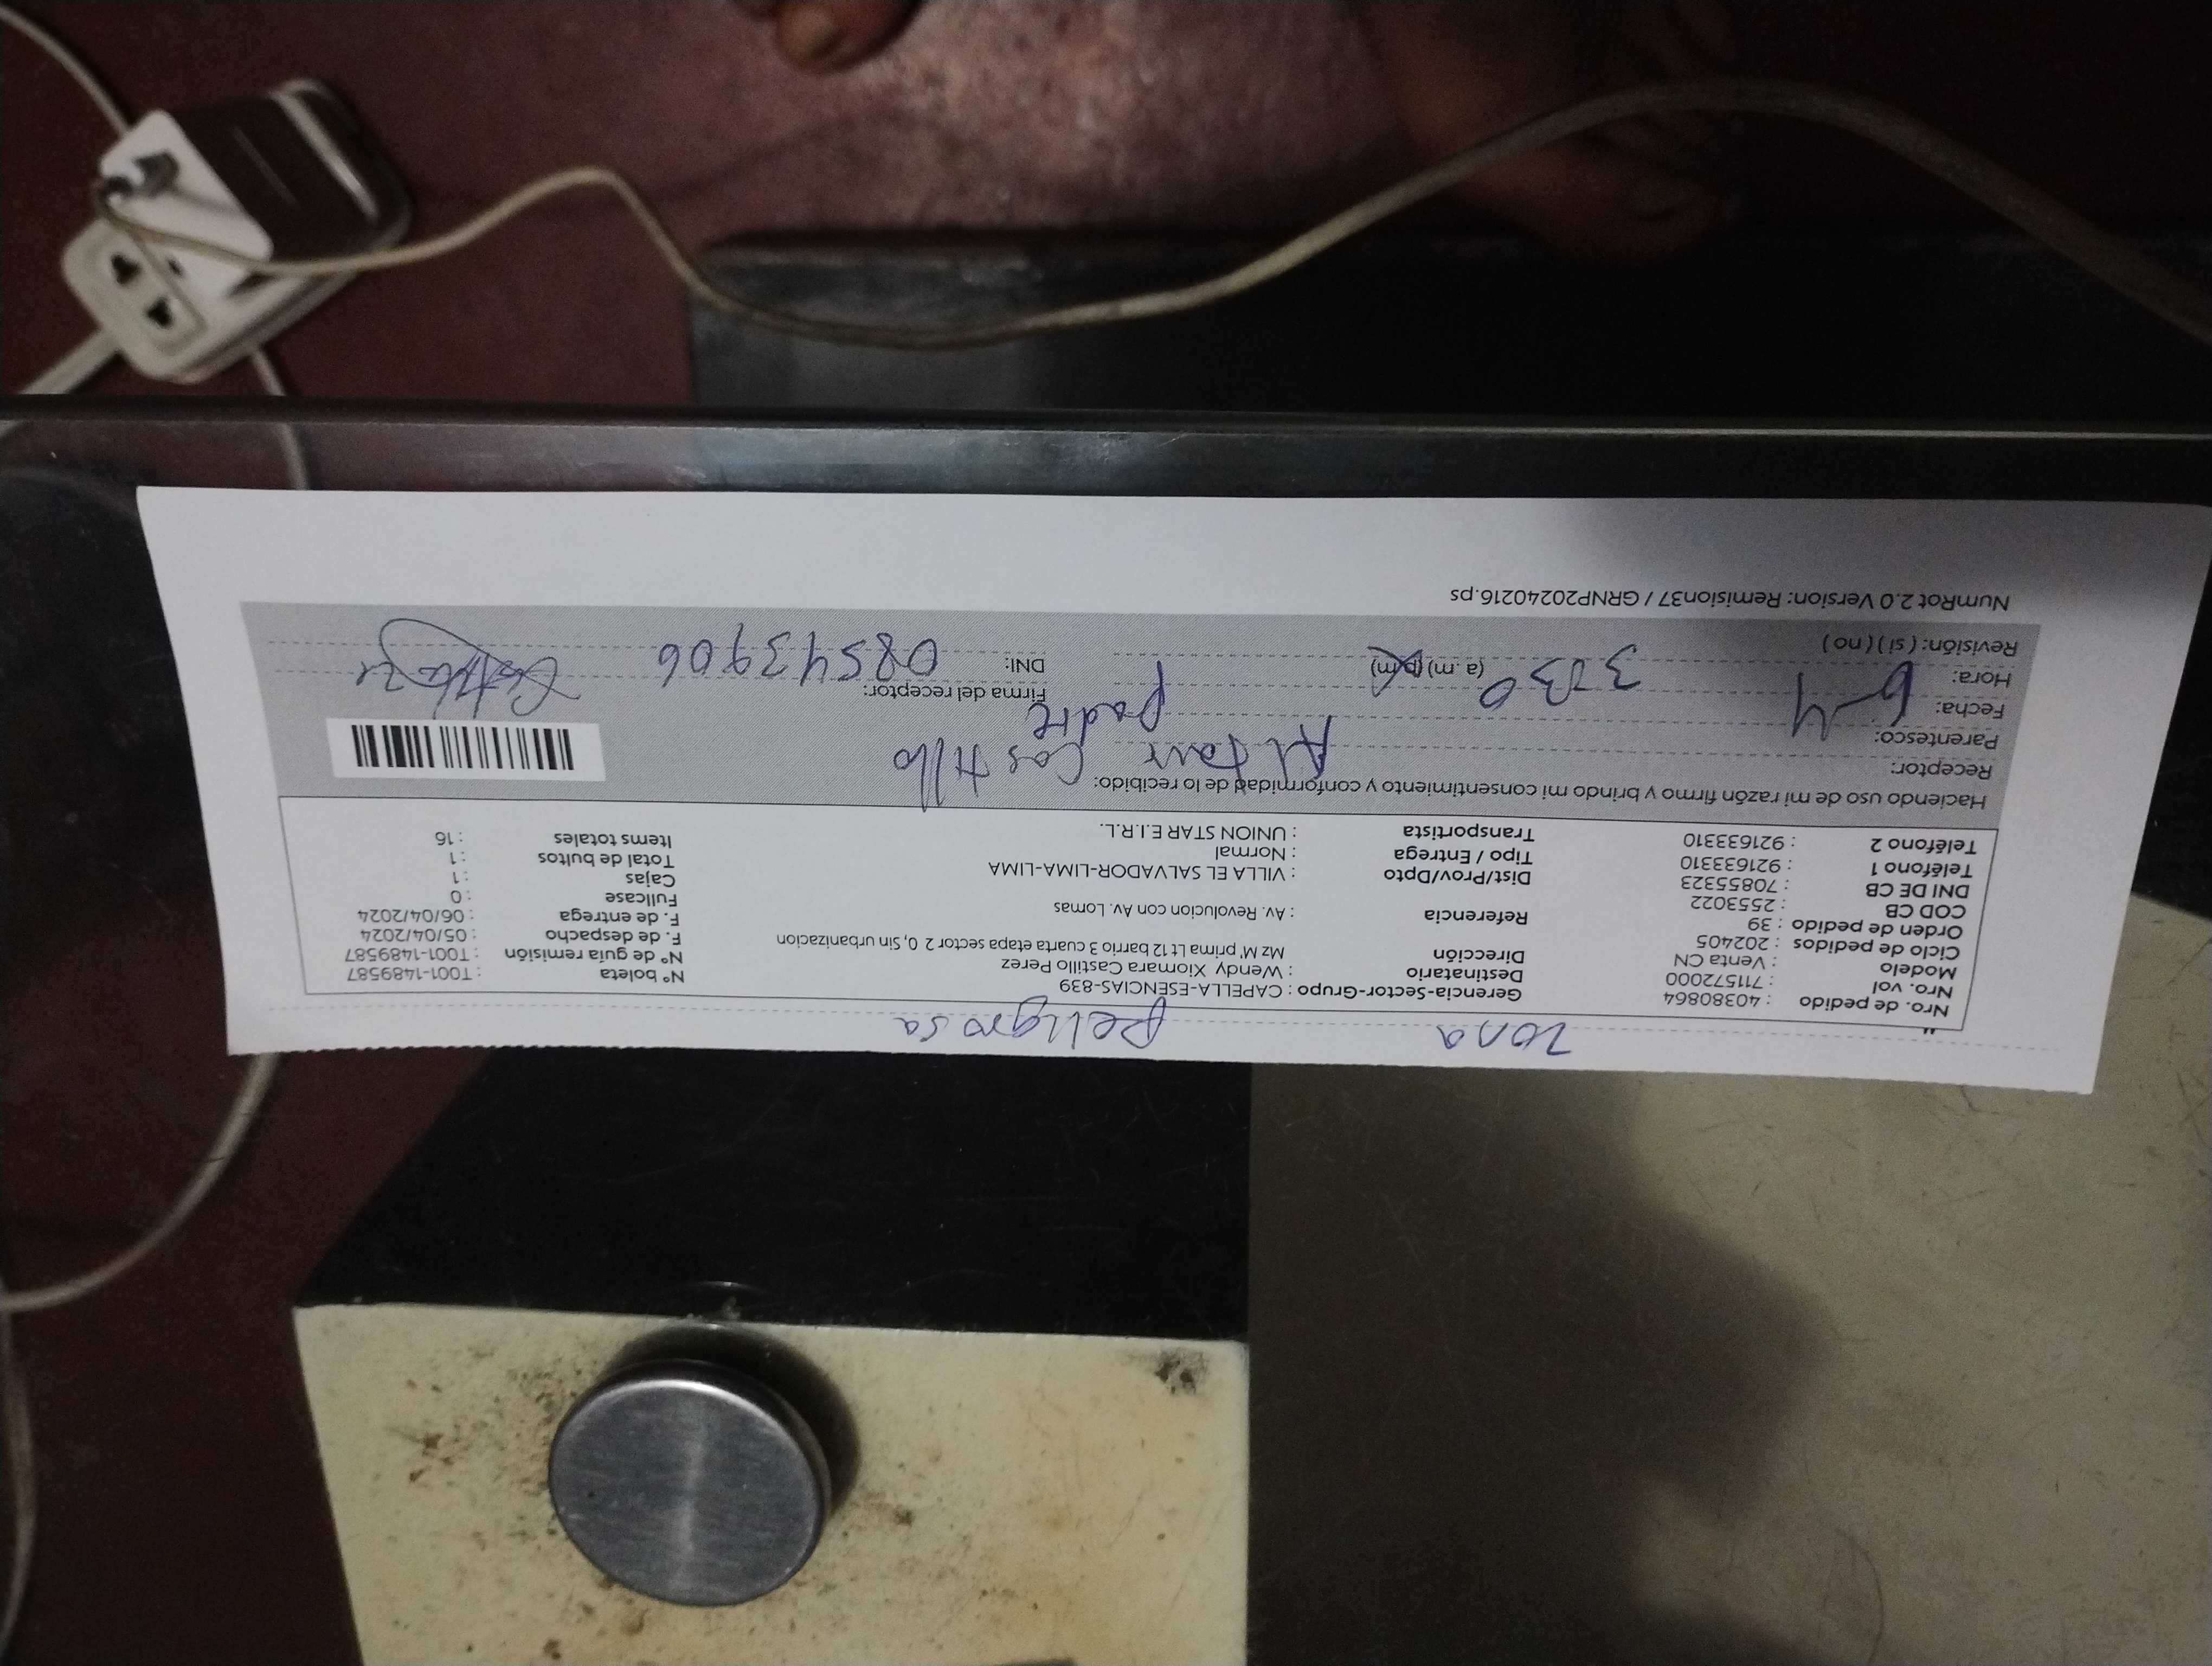 zona peligrosa
Nro. de pedido : 40380864
Nro. vol : 711572000
Modelo : Venta CN
Ciclo de pedidos : 202405
Orden de pedido : 39
COD CB : 2553022
DNI DE CB : 70855323
Teléfono 1 : 921633310
Teléfono 2 : 921633310
Gerencia-Sector-Grupo : CAPELLA-ESENCIAS-839
Destinatario : Wendy Xiomara Castillo Perez
Dirección Mz M' prima Lt 12 barrio 3 cuarta etapa sector 2 0, Sin urbanizacion
Referencia : Av. Revolucion con Av. Lomas
Dist/Prov/Dpto : VILLA EL SALVADOR-LIMA-LIMA
Tipo / Entrega : Normal
Transportista : UNION STAR E.I.R.L.
N° boleta : T001-1489587
N° de guía remisión : T001-1489587
F. de despacho : 05/04/2024
F. de entrega : 06/04/2024
Fullcase : 0
Cajas : 1
Total de bultos : 1
Items totales : 16
Haciendo uso de mi razón firmo y brindo mi consentimiento y conformidad de lo recibido:
Receptor: Castillo
Parentesco: padre
Fecha: 6-4
Hora: 3:30 (a.m) (p.m)
Revisión: ( si ) ( no )
Firma del receptor:
DNI: 08543906
NumRot 2.0 Version: Remision37 / GRNP20240216.ps